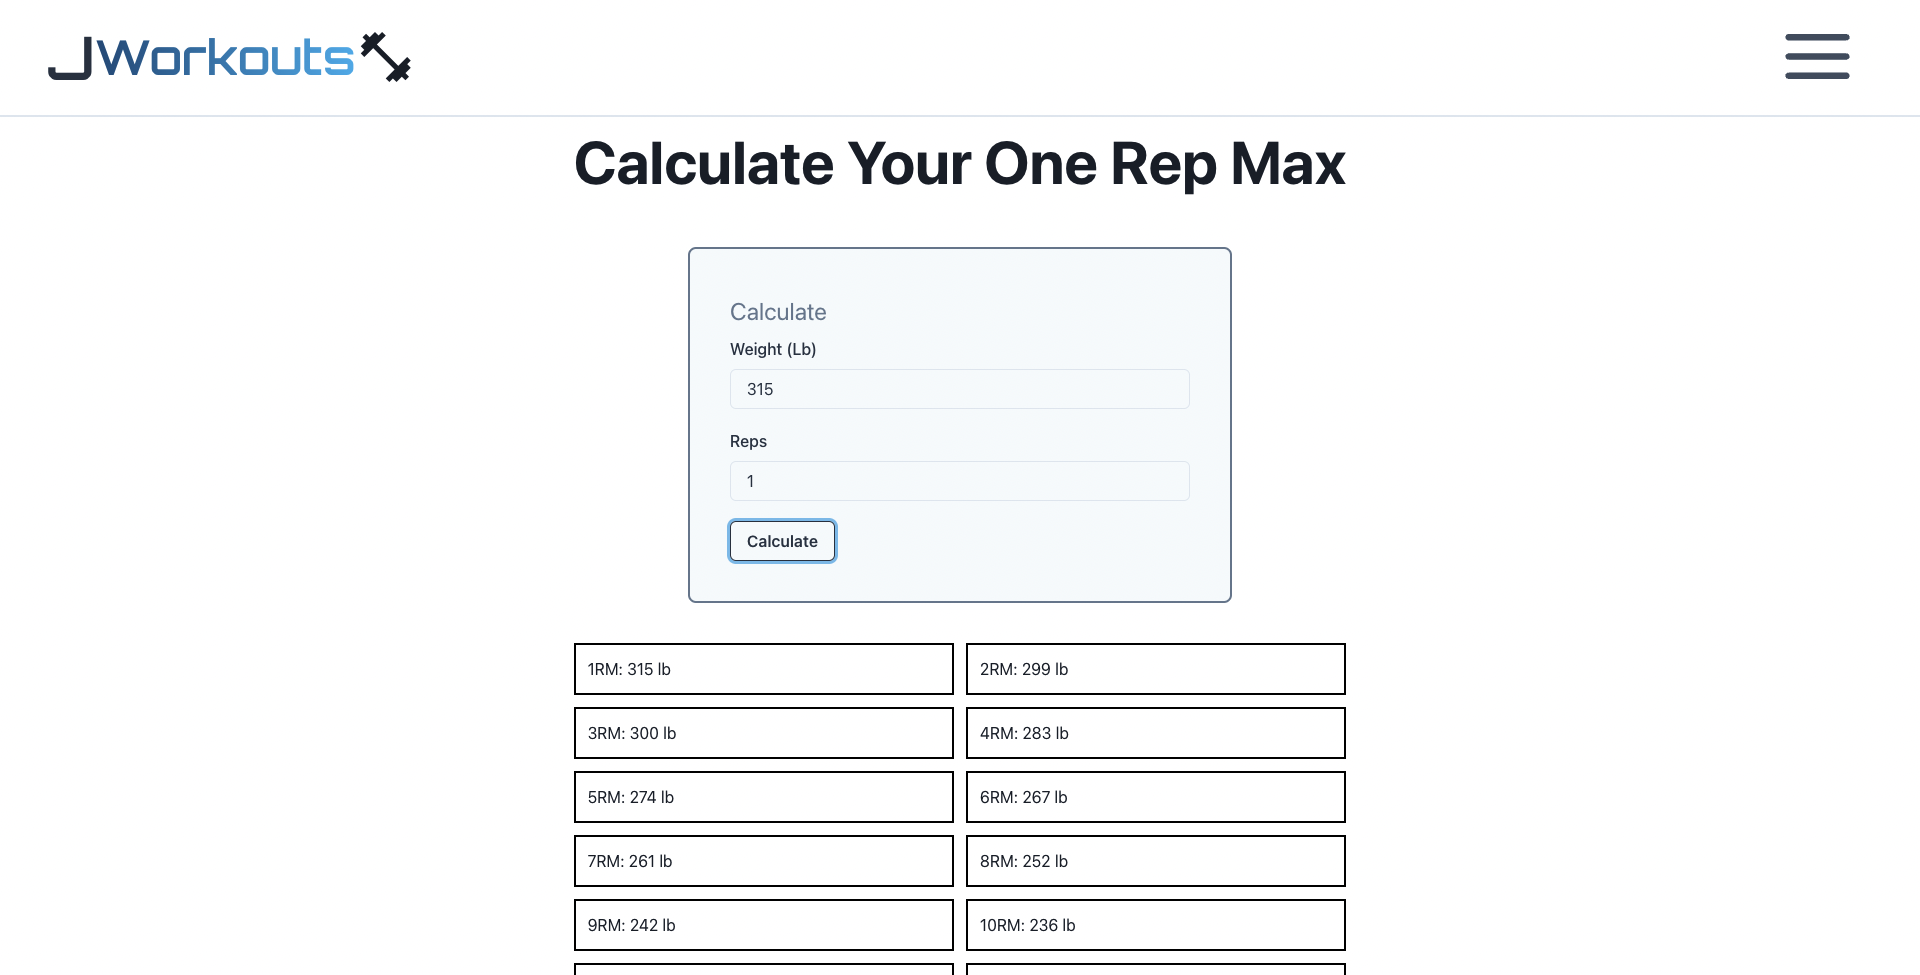 JWorkouts
Calculate Your One Rep Max
Calculate
Weight (Lb)
315
Reps
1
Calculate
1RM: 315 lb
2RM: 299 lb
3RM: 300 lb
4RM: 283 lb
5RM: 274 lb
6RM: 267 lb
7RM: 261 lb
8RM: 252 lb
9RM: 242 lb
10RM: 236 lb